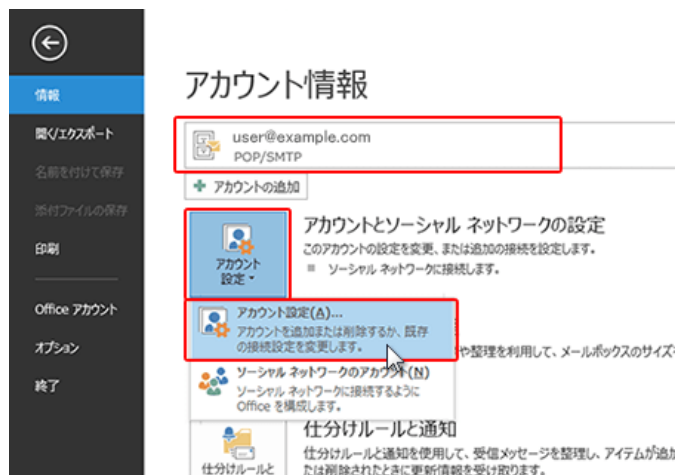 情報
開く/エクスポート
名前を付けて保存
添付ファイルの保存
印刷
Office アカウント
オプション
終了
アカウント情報
user@example.com
POP/SMTP
アカウントの追加
アカウント
設定
アカウントとソーシャル ネットワークの設定
このアカウントの設定を変更、または追加の接続を設定します。
ソーシャル ネットワークに接続します。
アカウント設定(A)...
アカウントを追加または削除するか、既存
の接続設定を変更します。
や整理を利用して、メールボックスのサイズ
ソーシャル ネットワークのアカウント(N)
ソーシャル ネットワークに接続するように
Office を構成します。
仕分けルールと
仕分けルールと通知
仕分けルールと通知を使用して、受信メッセージを整理し、アイテムが追加
たは削除されたときに更新情報を受け取ります。